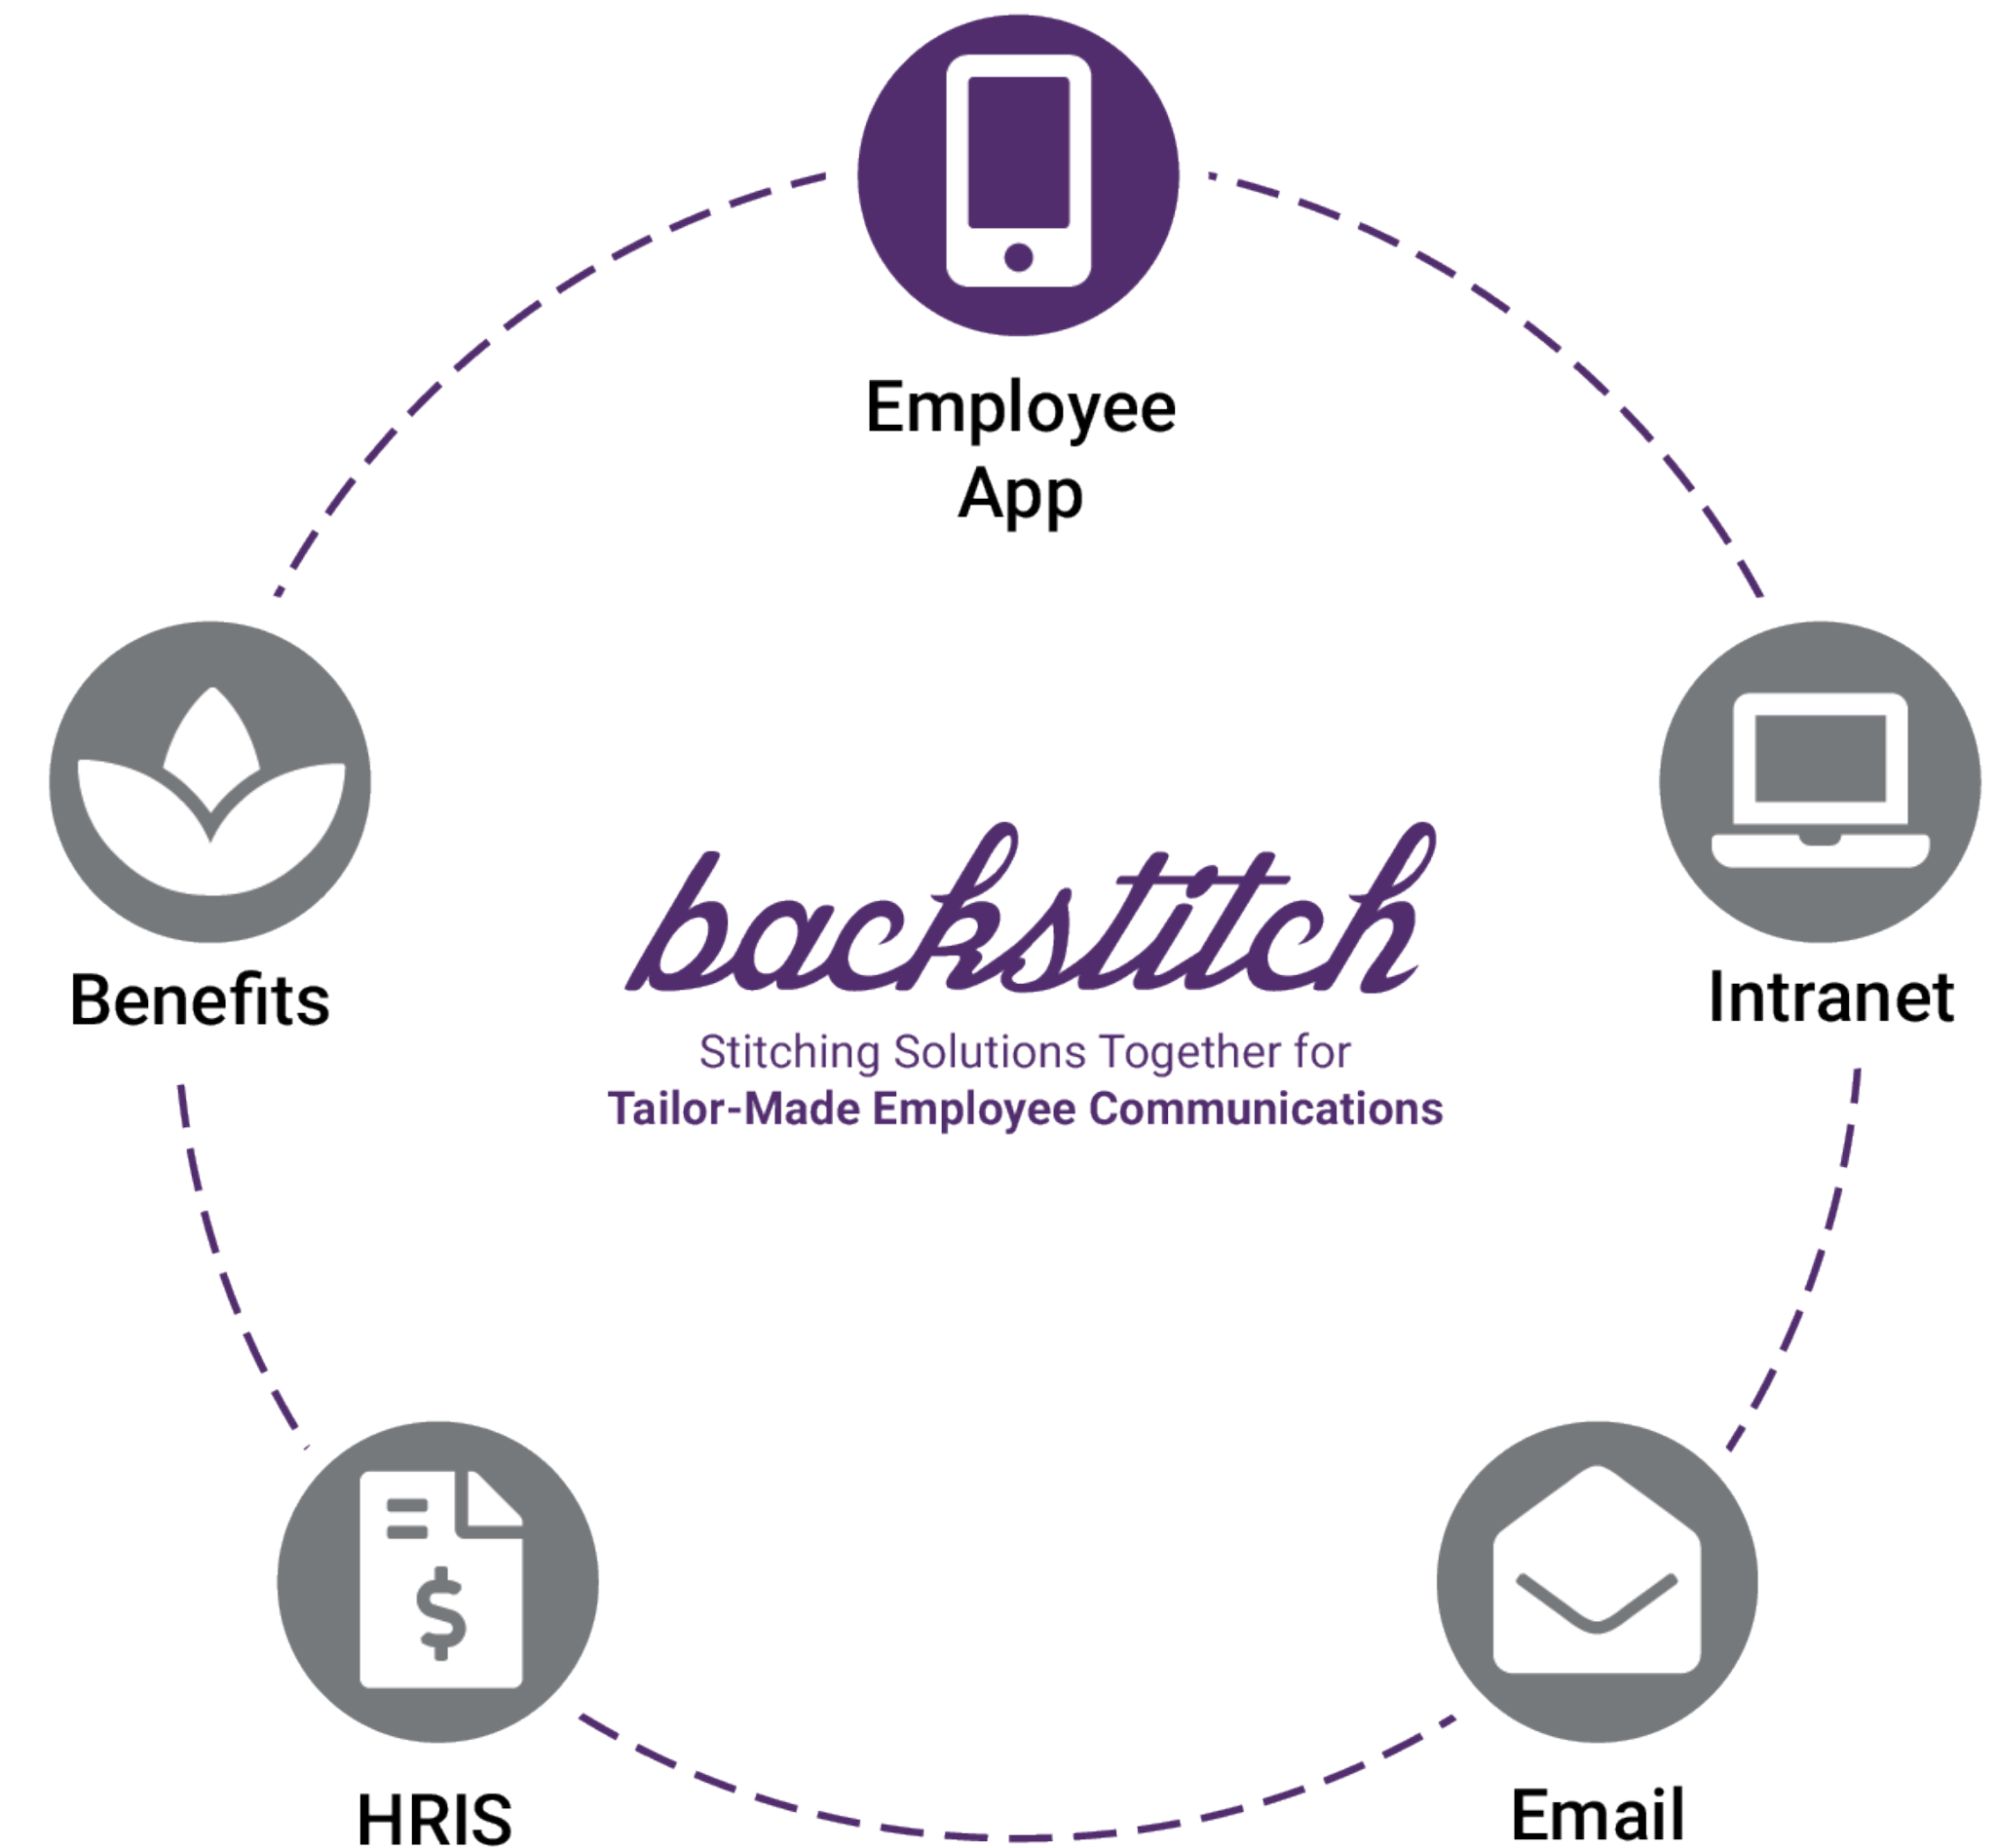 Employee
App
Benefits
Intranet
backstitch
Stitching Solutions Together for
Tailor-Made Employee Communications
$
HRIS
Email